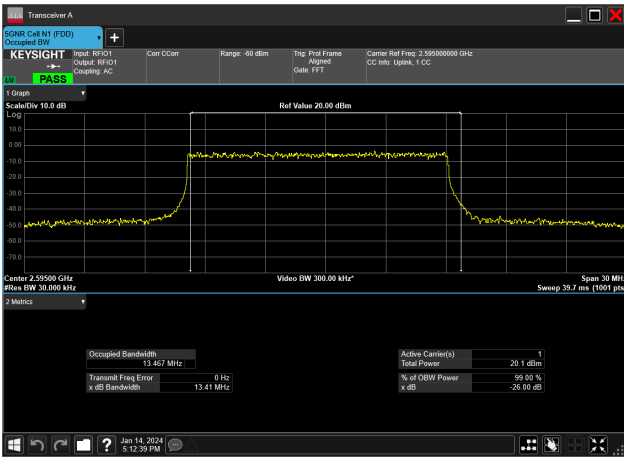 Transceiver A
5GNR Cell N1 (FDD)
Occupied BW
KEYSIGHT
LXI
PASS
Input: RFIO1
Output: RFIO1
Coupling: AC
Corr CCorr
Range: -60 dBm
Trig: Prot Frame
Aligned
Gate: FFT
Carrier Ref Freq: 2.595000000 GHz
CC Info: Uplink, 1 CC
1 Graph
Scale/Div 10.0 dB
Ref Value 20.00 dBm
Log
10.0
0.00
-10.0
-20.0
-30.0
-40.0
-50.0
-60.0
-70.0
Center 2.59500 GHz
Video BW 300.00 kHz*
Span 30 MHz
#Res BW 30.000 kHz
Sweep 39.7 ms (1001 pts
2 Metrics
Occupied Bandwidth
13.467 MHz
Transmit Freq Error 0 Hz
x dB Bandwidth 13.41 MHz
Active Carrier(s) 1
Total Power 20.1 dBm
% of OBW Power 99.00 %
x dB -26.00 dB
Jan 14, 2024
5:12:39 PM